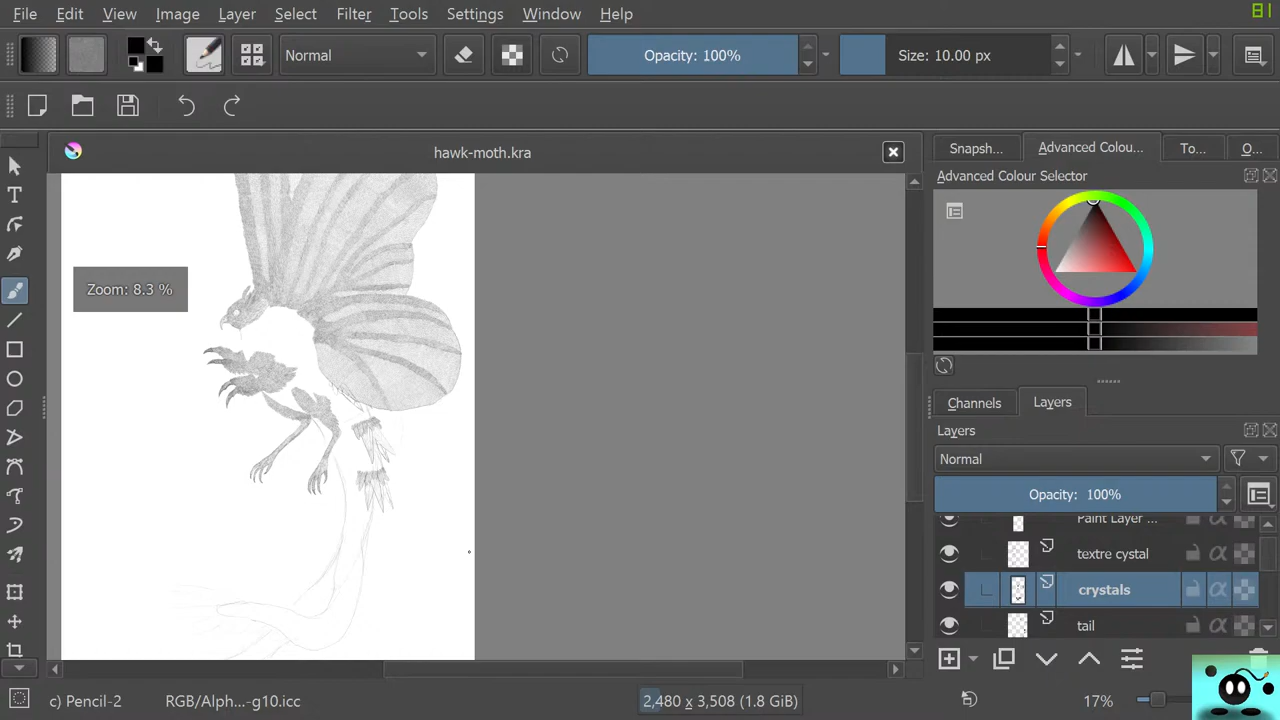 File Edit View Image Layer Select Filter Tools Settings Window Help
81
Normal Opacity: 100% Size: 10.00 px
hawk-moth.kra
Snapsh... Advanced Colou... To... O...
Advanced Colour Selector
Zoom: 8.3 %
Channels Layers
Layers
Normal
Opacity: 100%
Paint Layer ...
textre cystal
crystals
tail
c) Pencil-2 RGB/Alph...-g10.icc 2,480 x 3,508 (1.8 GiB) 17%